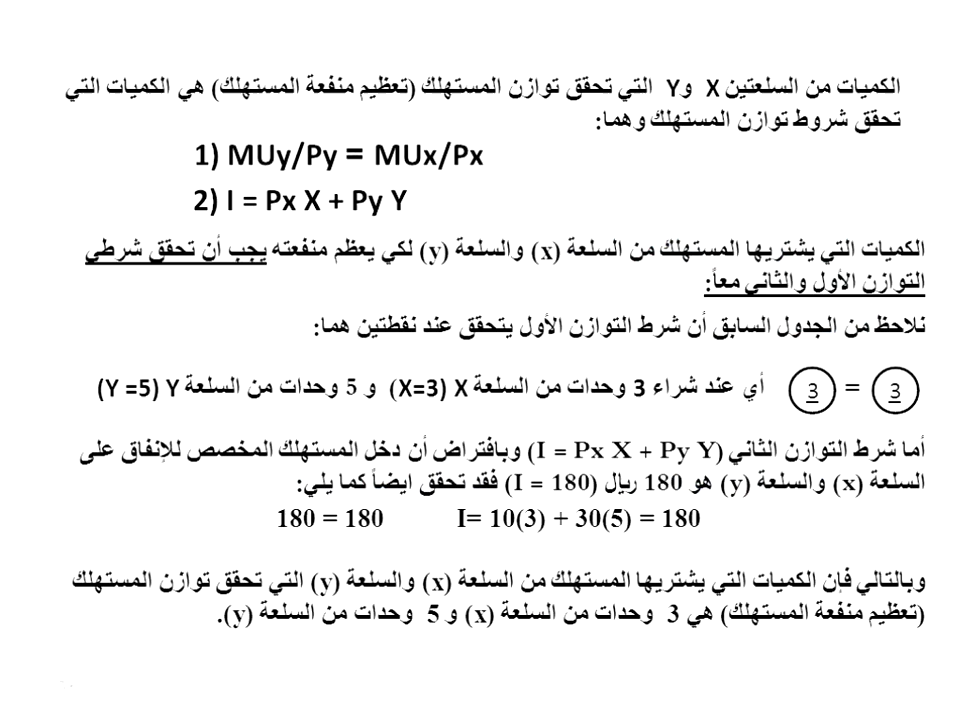 الكميات من السلعتين X وY التي تحقق توازن المستهلك (تعظيم منفعة المستهلك) هي الكميات التي
تحقق شروط توازن المستهلك وهما:
1) MUy/Py = MUx/Px
2) I = Px X + Py Y
الكميات التي يشتريها المستهلك من السلعة (x) والسلعة (y) لكي يعظم منفعته يجب أن تحقق شرطي
التوازن الأول والثاني معاً:
نلاحظ من الجدول السابق أن شرط التوازن الأول يتحقق عند نقطتين هما:
3 = 3 أي عند شراء 3 وحدات من السلعة X (X=3) و 5 وحدات من السلعة Y (Y =5)
أما شرط التوازن الثاني (I = Px X + Py Y) وبافتراض أن دخل المستهلك المخصص للإنفاق على
السلعة (x) والسلعة (y) هو 180 ريال (I = 180) فقد تحقق ايضاً كما يلي:
180 = 180 I= 10(3) + 30(5) = 180
وبالتالي فإن الكميات التي يشتريها المستهلك من السلعة (x) والسلعة (y) التي تحقق توازن المستهلك
(تعظيم منفعة المستهلك) هي 3 وحدات من السلعة (x) و 5 وحدات من السلعة (y).